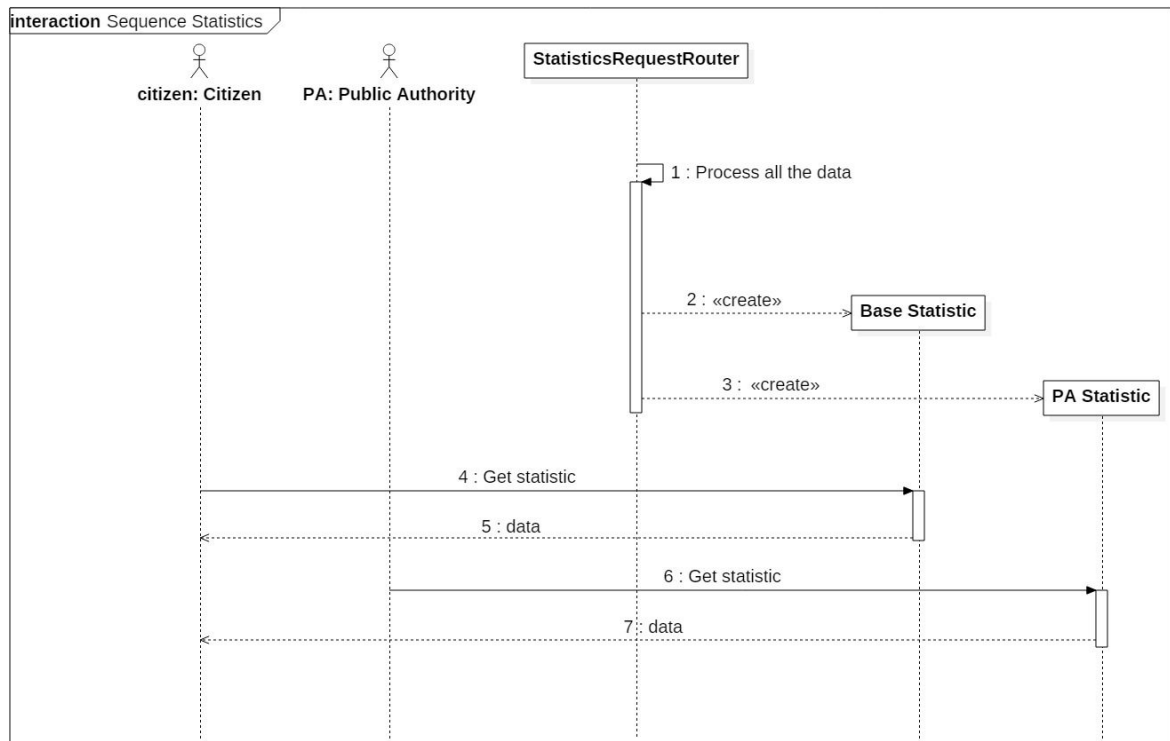 interaction Sequence Statistics
citizen: Citizen
PA: Public Authority
StatisticsRequestRouter
1 : Process all the data
2 : «create»
Base Statistic
3 : «create»
PA Statistic
4 : Get statistic
5 : data
6 : Get statistic
7 : data